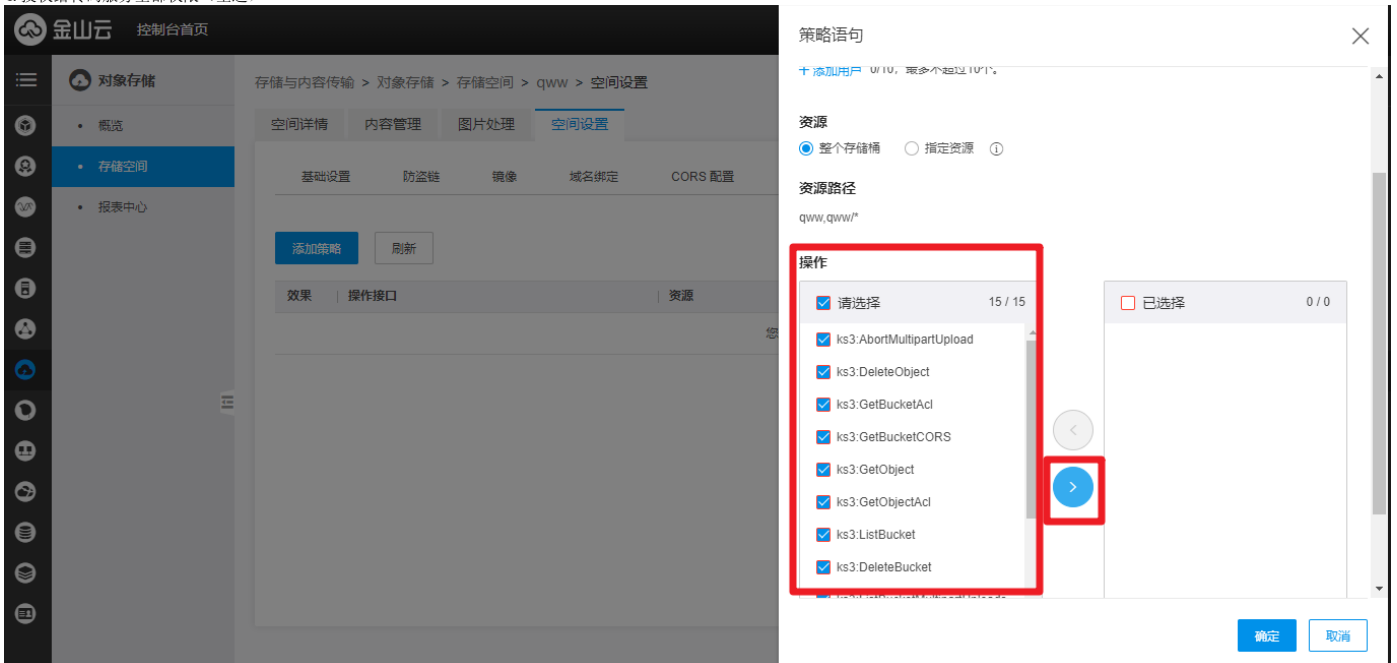 金山云 控制台首页
策略语句
对象存储
存储与内容传输 > 对象存储 > 存储空间 > qww > 空间设置
+ 添加用户 0/10，最多不超过10个。
概览
存储空间
报表中心
空间详情 内容管理 图片处理 空间设置
基础设置 防盗链 镜像 域名绑定 CORS 配置
添加策略 刷新
效果 操作接口 资源
您
资源
整个存储桶 指定资源
资源路径
qww,qww/*
操作
请选择 15 / 15
已选择 0 / 0
ks3:AbortMultipartUpload
ks3:DeleteObject
ks3:GetBucketAcl
ks3:GetBucketCORS
ks3:GetObject
ks3:GetObjectAcl
ks3:ListBucket
ks3:DeleteBucket
ks3:ListBucketMultipartUploads
确定 取消